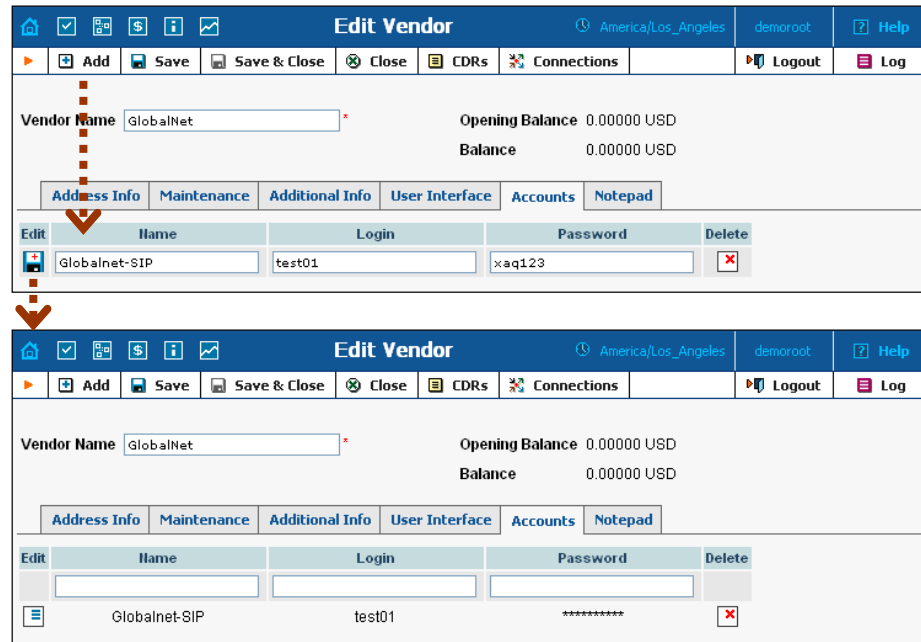 Edit Vendor America/Los_Angeles demoroot ? Help
Add Save Save & Close Close CDRs Connections Logout Log
Vendor Name GlobalNet * Opening Balance 0.00000 USD
Balance 0.00000 USD
Address Info Maintenance Additional Info User Interface Accounts Notepad
Edit Name Login Password Delete
Globalnet-SIP test01 xaq123
Edit Vendor America/Los_Angeles demoroot ? Help
Add Save Save & Close Close CDRs Connections Logout Log
Vendor Name GlobalNet * Opening Balance 0.00000 USD
Balance 0.00000 USD
Address Info Maintenance Additional Info User Interface Accounts Notepad
Edit Name Login Password Delete
Globalnet-SIP test01 **********